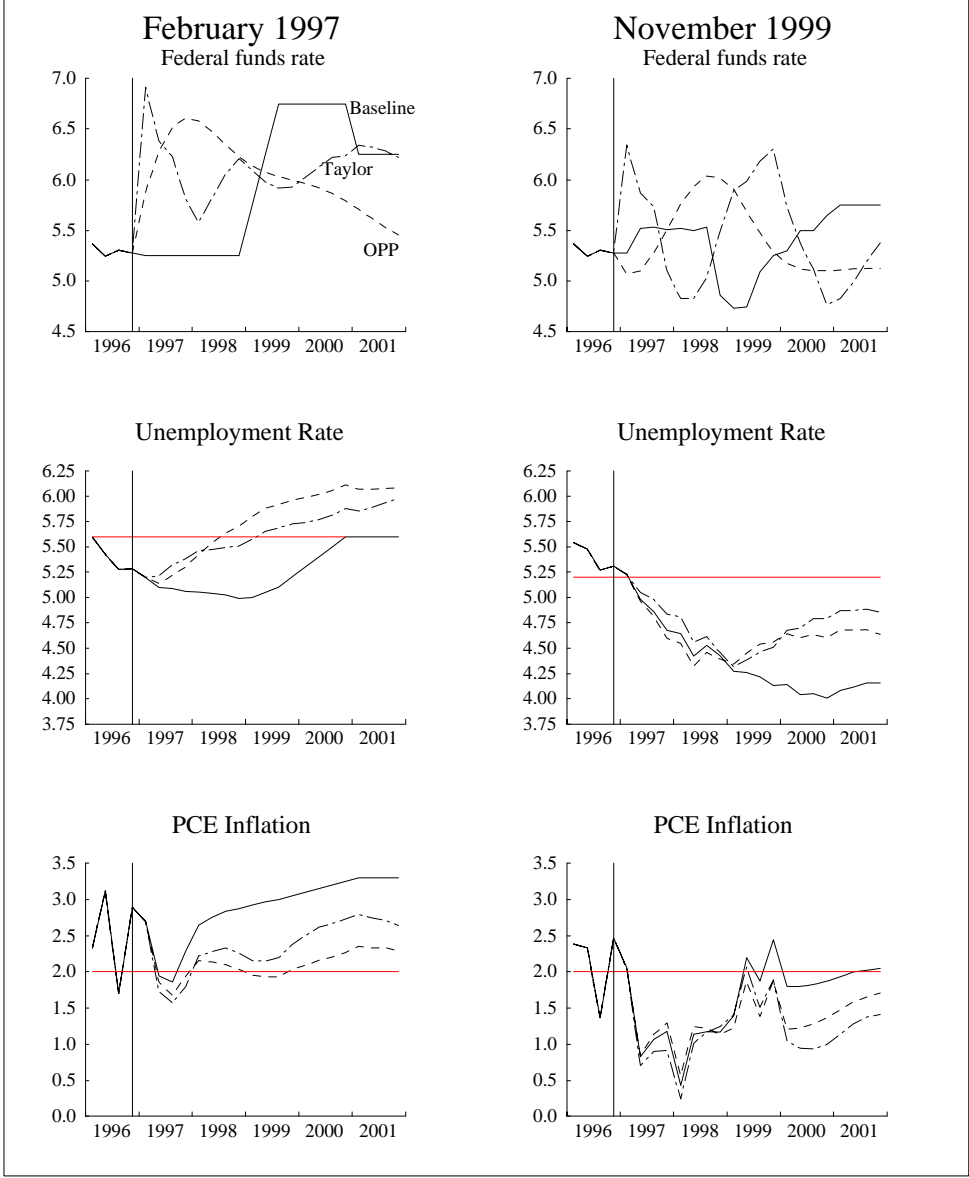 February 1997
Federal funds rate
7.0
6.5
6.0
5.5
5.0
4.5
Baseline
Taylor
OPP
1996 1997 1998 1999 2000 2001
November 1999
Federal funds rate
7.0
6.5
6.0
5.5
5.0
4.5
1996 1997 1998 1999 2000 2001
Unemployment Rate
6.25
6.00
5.75
5.50
5.25
5.00
4.75
4.50
4.25
4.00
3.75
1996 1997 1998 1999 2000 2001
Unemployment Rate
6.25
6.00
5.75
5.50
5.25
5.00
4.75
4.50
4.25
4.00
3.75
1996 1997 1998 1999 2000 2001
PCE Inflation
3.5
3.0
2.5
2.0
1.5
1.0
0.5
0.0
1996 1997 1998 1999 2000 2001
PCE Inflation
3.5
3.0
2.5
2.0
1.5
1.0
0.5
0.0
1996 1997 1998 1999 2000 2001